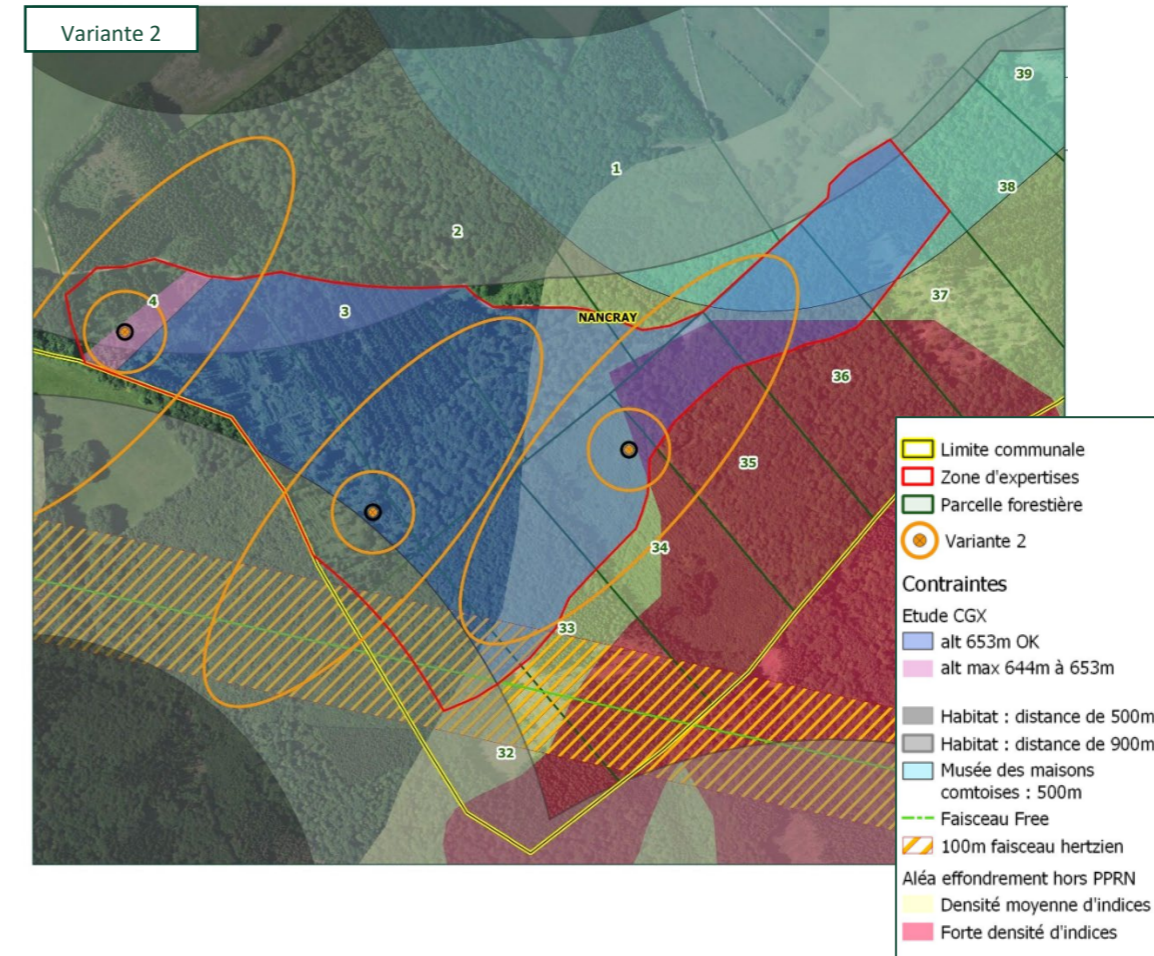 Variante 2
39
1
38
2
37
4
3
NANCRAY
36
35
34
33
32
Limite communale
Zone d'expertises
Parcelle forestière
Variante 2
Contraintes
Etude CGX
alt 653m OK
alt max 644m à 653m
Habitat : distance de 500m
Habitat : distance de 900m
Musée des maisons
comtoises : 500m
Faisceau Free
100m faisceau hertzien
Aléa effondrement hors PPRN
Densité moyenne d'indices
Forte densité d'indices